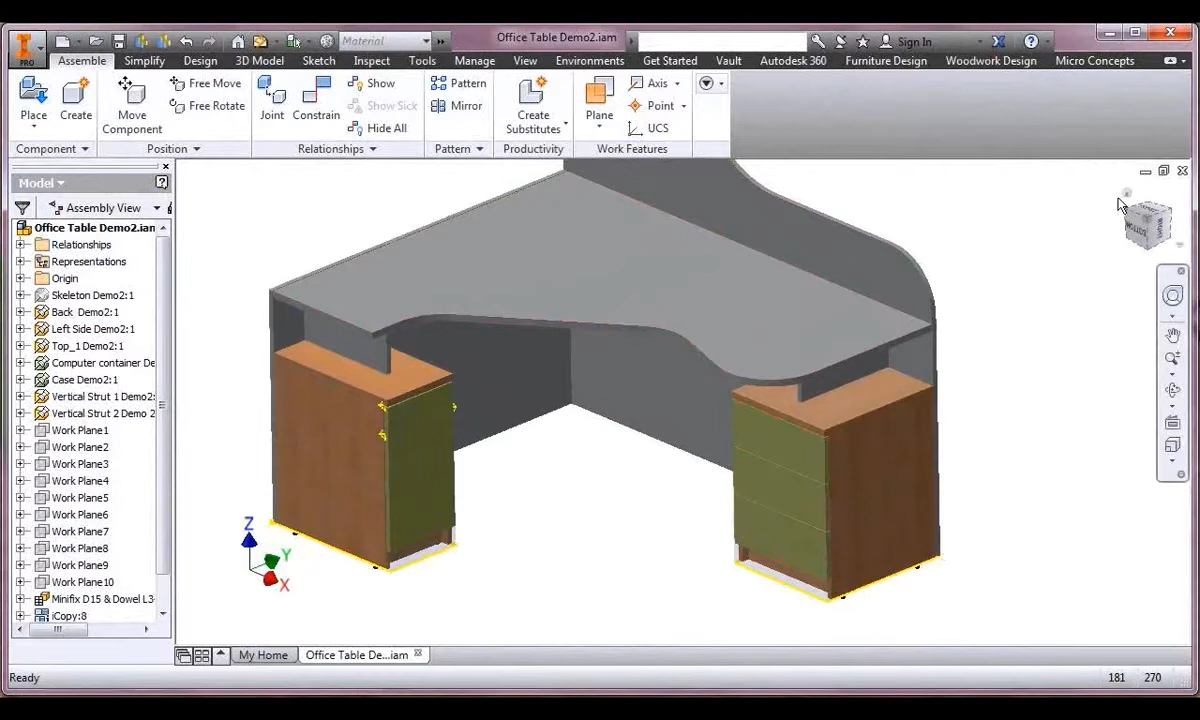 Office Table Demo2.iam
Material
Sign In
PRO
Assemble Simplify Design 3D Model Sketch Inspect Tools Manage View Environments Get Started Vault Autodesk 360 Furniture Design Woodwork Design Micro Concepts
Place
Create
Move
Component
Free Move
Free Rotate
Joint
Constrain
Show
Show Sick
Hide All
Pattern
Mirror
Create
Substitutes
Plane
Axis
Point
UCS
Component Position Relationships Pattern Productivity Work Features
Model
Assembly View
Office Table Demo2.iam
Relationships
Representations
Origin
Skeleton Demo2:1
Back Demo2:1
Left Side Demo2:1
Top_1 Demo2:1
Computer container De
Case Demo2:1
Vertical Strut 1 Demo2
Vertical Strut 2 Demo 2
Work Plane1
Work Plane2
Work Plane3
Work Plane4
Work Plane5
Work Plane6
Work Plane7
Work Plane8
Work Plane9
Work Plane10
Minifix D15 & Dowel L3
iCopy:8
Z
Y
X
BOTTOM
RIGHT
My Home
Office Table De...iam
Ready
181 270